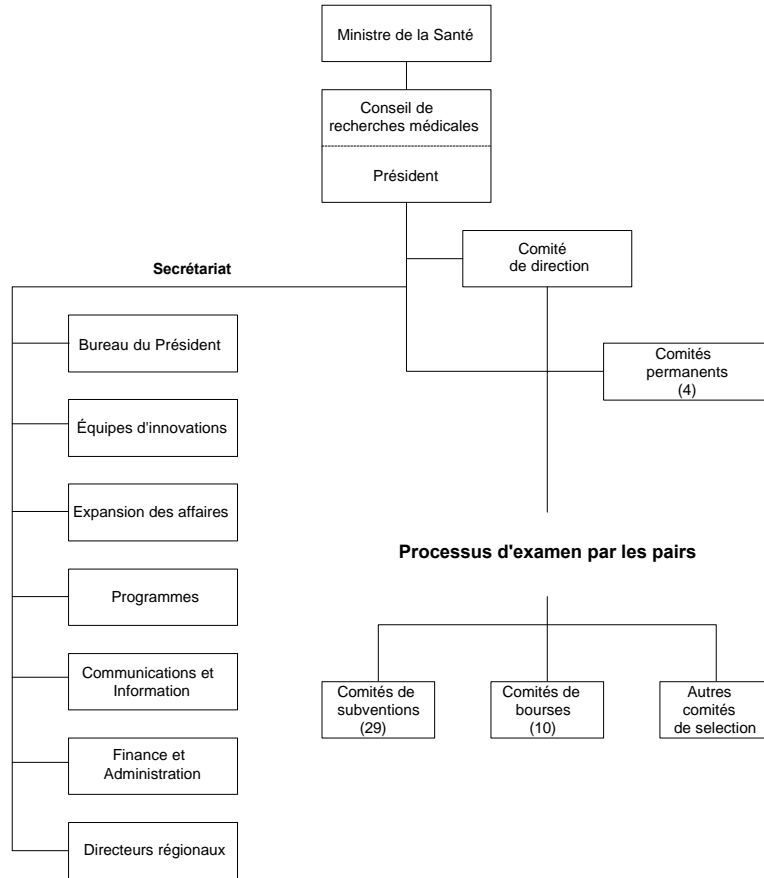 Ministre de la Santé
Conseil de
recherches médicales
Président
Comité
de direction
Secrétariat
Bureau du Président
Comités
permanents
(4)
Équipes d'innovations
Expansion des affaires
Processus d'examen par les pairs
Programmes
Communications et
Information
Comités de
subventions
(29)
Comités de
bourses
(10)
Autres
comités
de selection
Finance et
Administration
Directeurs régionaux